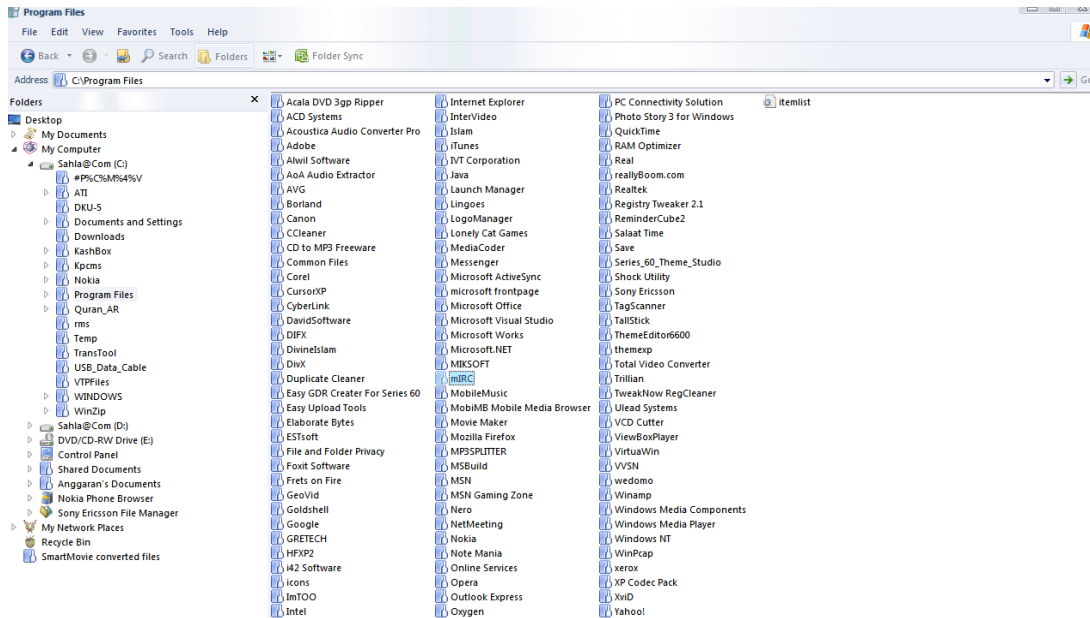 Program Files
File Edit View Favorites Tools Help
Back Search Folders Folder Sync
Address C:\Program Files
Folders
Desktop
My Documents
My Computer
Sahla@Com (C:)
#P%C%M%4%V
ATI
DKU-5
Documents and Settings
Downloads
KashBox
Kpcms
Nokia
Program Files
Quran_AR
rms
Temp
TransTool
USB_Data_Cable
VTPFiles
WINDOWS
WinZip
Sahla@Com (D:)
DVD/CD-RW Drive (E:)
Control Panel
Shared Documents
Anggaran's Documents
Nokia Phone Browser
Sony Ericsson File Manager
My Network Places
Recycle Bin
SmartMovie converted files
Acala DVD 3gp Ripper
ACD Systems
Acoustica Audio Converter Pro
Adobe
Alwil Software
AoA Audio Extractor
AVG
Borland
Canon
CCleaner
CD to MP3 Freeware
Common Files
Corel
CursorXP
CyberLink
DavidSoftware
DIFX
DivineIslam
DivX
Duplicate Cleaner
Easy GDR Creater For Series 60
Easy Upload Tools
Elaborate Bytes
ESTsoft
File and Folder Privacy
Foxit Software
Frets on Fire
GeoVid
Goldshell
Google
GRETECH
HFXP2
i42 Software
icons
ImTOO
Intel
Internet Explorer
InterVideo
Islam
iTunes
IVT Corporation
Java
Launch Manager
Lingoes
LogoManager
Lonely Cat Games
MediaCoder
Messenger
Microsoft ActiveSync
microsoft frontpage
Microsoft Office
Microsoft Visual Studio
Microsoft Works
Microsoft.NET
MIKSOFT
mIRC
MobileMusic
MobiMB Mobile Media Browser
Movie Maker
Mozilla Firefox
MP3SPLITTER
MSBuild
MSN
MSN Gaming Zone
Nero
NetMeeting
Nokia
Note Mania
Online Services
Opera
Outlook Express
Oxygen
PC Connectivity Solution
Photo Story 3 for Windows
QuickTime
RAM Optimizer
Real
reallyBoom.com
Realtek
Registry Tweaker 2.1
ReminderCube2
Salaat Time
Save
Series_60_Theme_Studio
Shock Utility
Sony Ericsson
TagScanner
TallStick
ThemeEditor6600
themexp
Total Video Converter
Trillian
TweakNow RegCleaner
Ulead Systems
VCD Cutter
ViewBoxPlayer
VirtuaWin
VVSN
wedomo
Winamp
Windows Media Components
Windows Media Player
Windows NT
WinPcap
xerox
XP Codec Pack
XviD
Yahoo!
itemlist